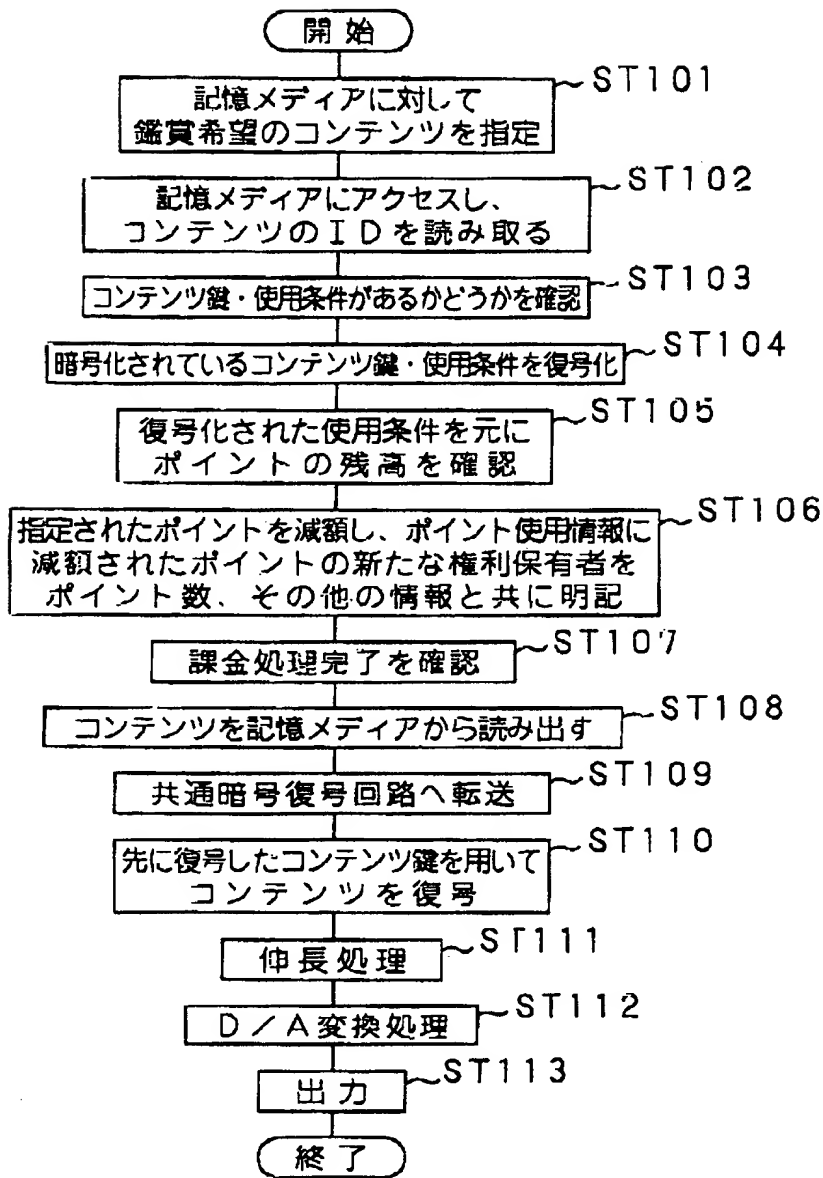 開始
ST101
記憶メディアに対して
鑑賞希望のコンテンツを指定
ST102
記憶メディアにアクセスし、
コンテンツのIDを読み取る
ST103
コンテンツ鍵・使用条件があるかどうかを確認
ST104
暗号化されているコンテンツ鍵・使用条件を復号化
ST105
復号化された使用条件を元に
ポイントの残高を確認
ST106
指定されたポイントを減額し、ポイント使用情報に
減額されたポイントの新たな権利保有者を
ポイント数、その他の情報と共に明記
ST107
課金処理完了を確認
ST108
コンテンツを記憶メディアから読み出す
ST109
共通暗号復号回路へ転送
ST110
先に復号したコンテンツ鍵を用いて
コンテンツを復号
ST111
伸長処理
ST112
D/A変換処理
ST113
出力
終了